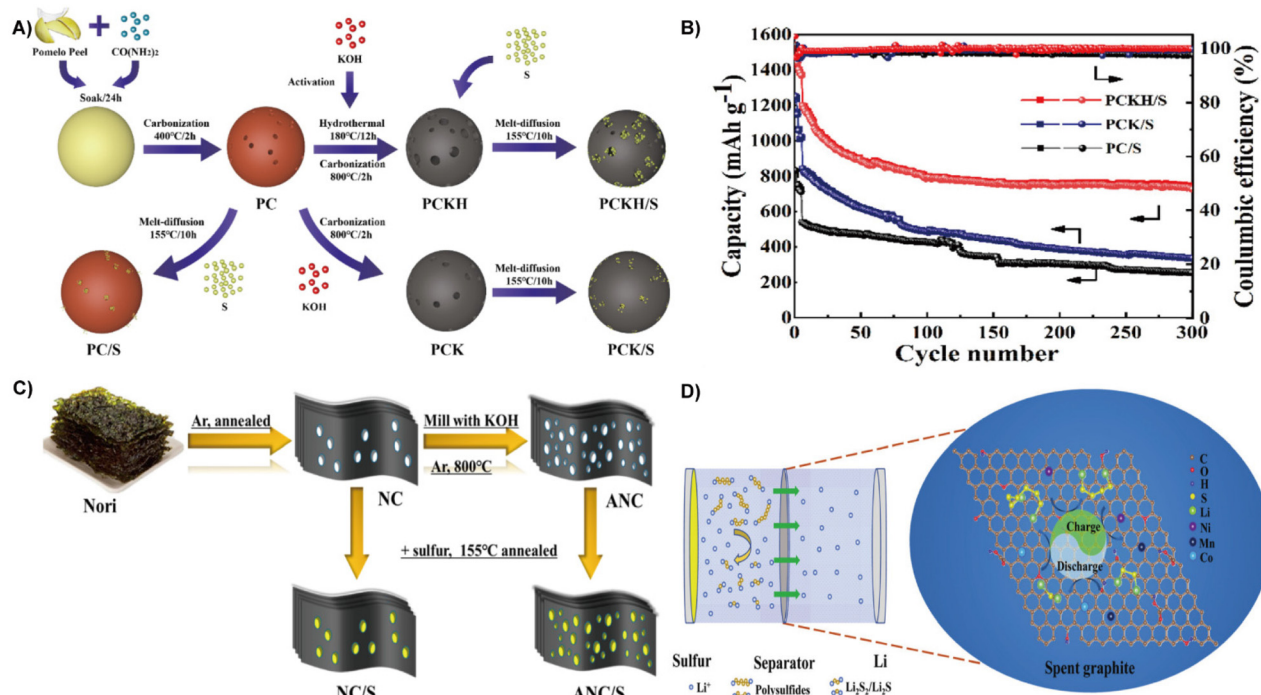 A)
Pomelo Peel
CO(NH2)2
Soak/24h
Carbonization
400°C/2h
PC
KOH
Activation
Hydrothermal
180°C/12h
Carbonization
800°C/2h
PCKH
S
Melt-diffusion
155°C/10h
PCKH/S
Melt-diffusion
155°C/10h
S
PC/S
Carbonization
800°C/2h
KOH
PCK
Melt-diffusion
155°C/10h
PCK/S
B)
Capacity (mAh g⁻¹)
1600
1400
1200
1000
800
600
400
200
0
0 50 100 150 200 250 300
Cycle number
100
80
60
40
20
0
Coulumbic efficiency (%)
PCKH/S
PCK/S
PC/S
C)
Nori
Ar, annealed
NC
Mill with KOH
Ar, 800°C
ANC
+ sulfur, 155°C annealed
NC/S
ANC/S
D)
Sulfur
Separator
Li
Li⁺
Polysulfides
Li₂S₂/Li₂S
Charge
Discharge
C
O
H
S
Li
Ni
Mn
Co
Spent graphite